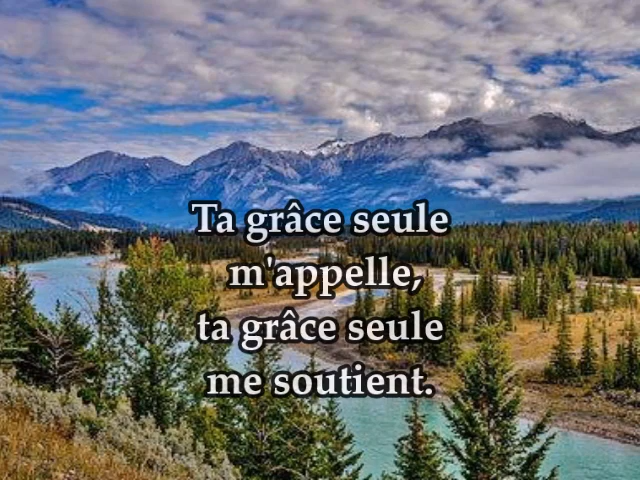 Ta grâce seule
m'appelle,
ta grâce seule
me soutient.